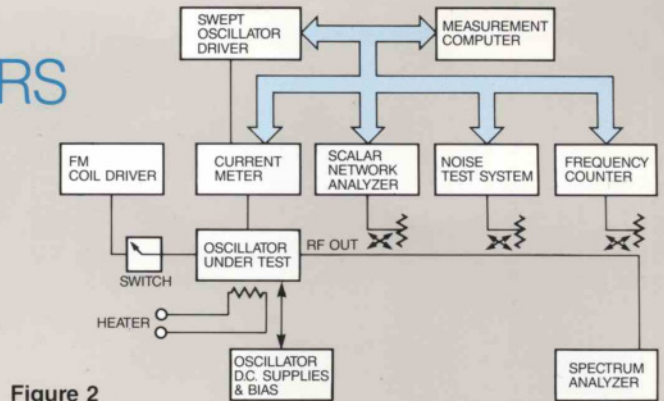 SWEPT
OSCILLATOR
DRIVER
MEASUREMENT
COMPUTER
RS
FM
COIL DRIVER
CURRENT
METER
SCALAR
NETWORK
ANALYZER
NOISE
TEST SYSTEM
FREQUENCY
COUNTER
OSCILLATOR
UNDER TEST
RF OUT
SWITCH
HEATER
OSCILLATOR
D.C. SUPPLIES
& BIAS
SPECTRUM
ANALYZER
Figure 2